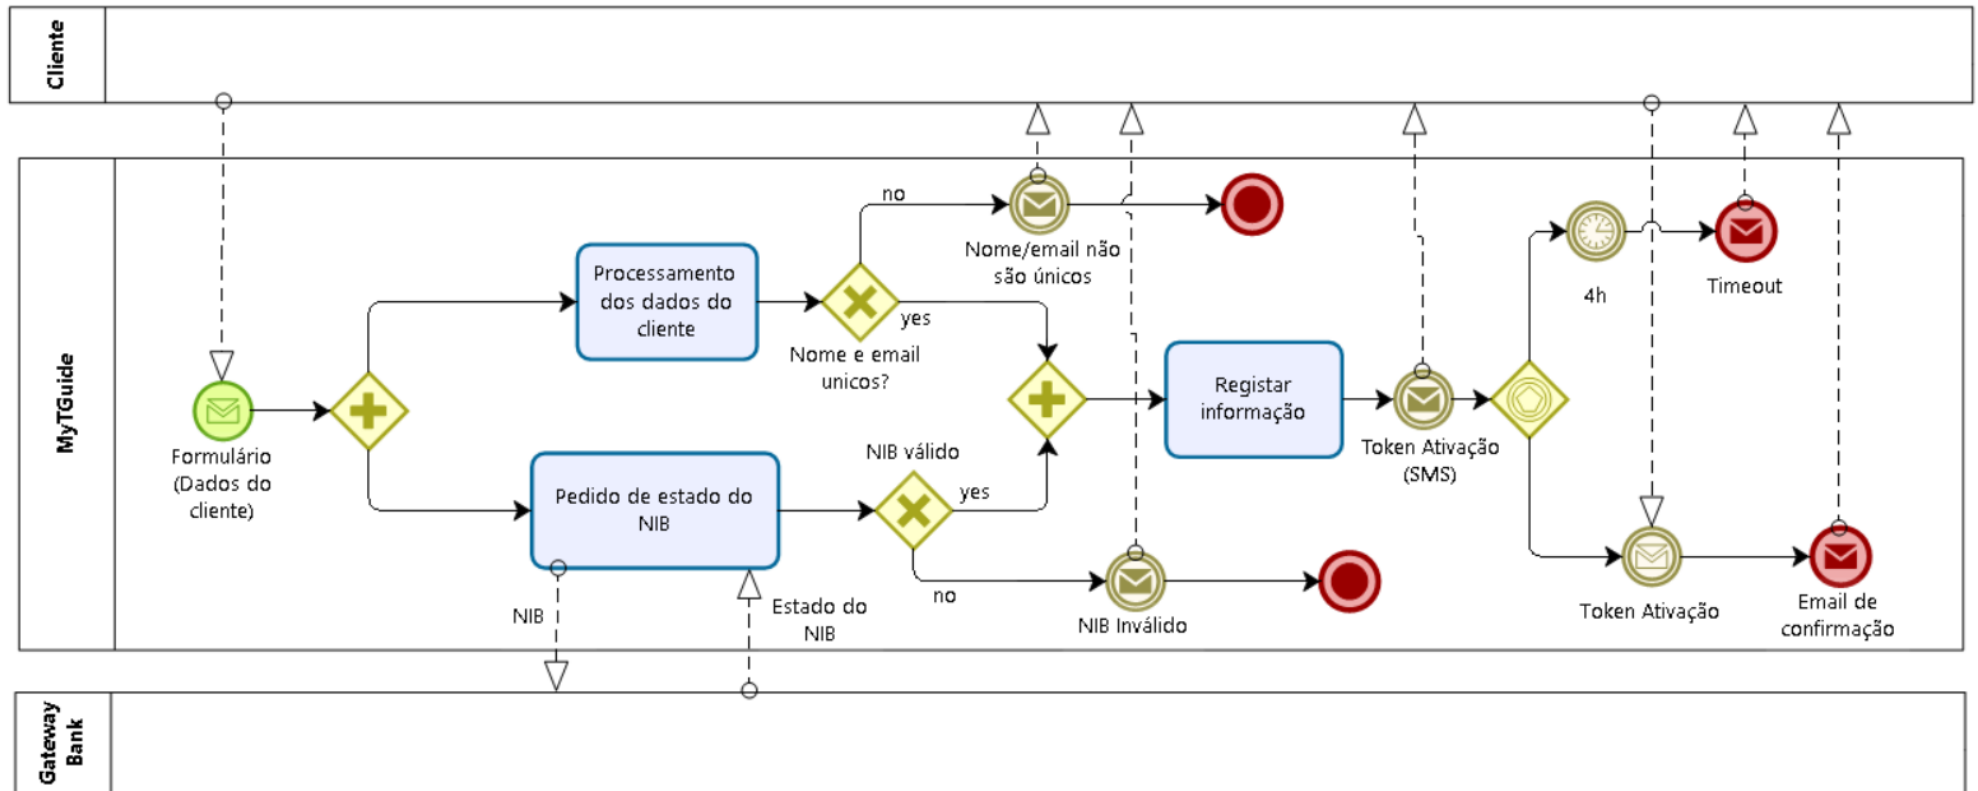 Cliente
MyTGuide
Gateway
Bank
Formulário
(Dados do
cliente)
Processamento
dos dados do
cliente
no
yes
Nome e email
unicos?
Nome/email não
são únicos
Pedido de estado do
NIB
NIB
Estado do
NIB
NIB válido
yes
no
NIB Inválido
Registar
informação
Token Ativação
(SMS)
4h
Timeout
Token Ativação
Email de
confirmação